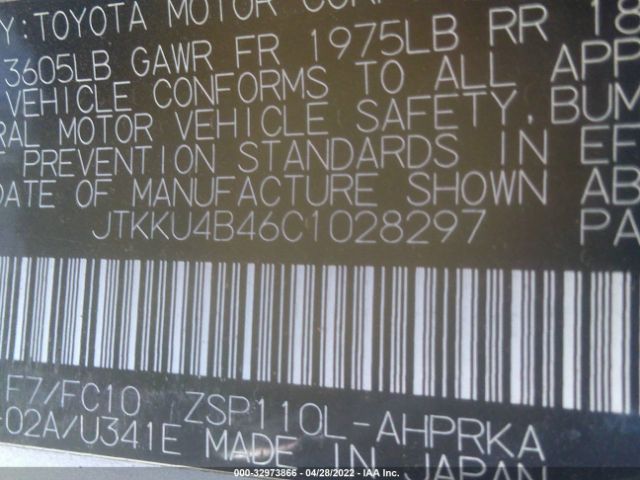 Y:TOYOTA MOTOR CORP
3605LB GAWR FR 1975LB RR 18
VEHICLE CONFORMS TO ALL APP
RAL MOTOR VEHICLE SAFETY, BUM
PREVENTION STANDARDS IN EF
DATE OF MANUFACTURE SHOWN AB
JTKKU4B46C1028297 PA
F7/FC10 ZSP110L-AHPRKA
-02A/U341E MADE IN JAPAN
000-32973866 - 04/28/2022 - IAA Inc.